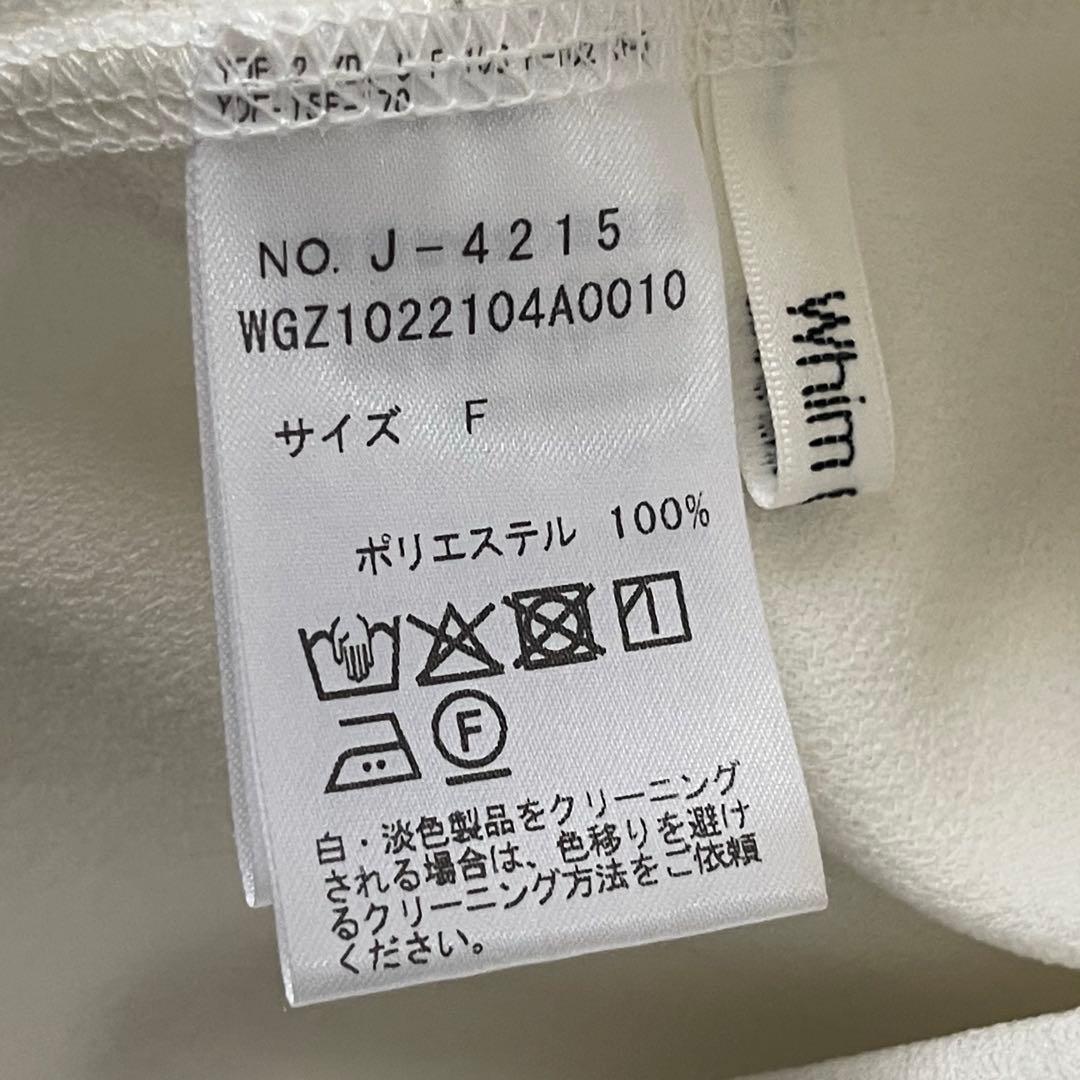 NO. J-4215
WGZ1022104A0010
サイズ F
ポリエステル 100%
F
白・淡色製品をクリーニング
される場合は、色移りを避け
るクリーニング方法をご依頼
ください。
Whim